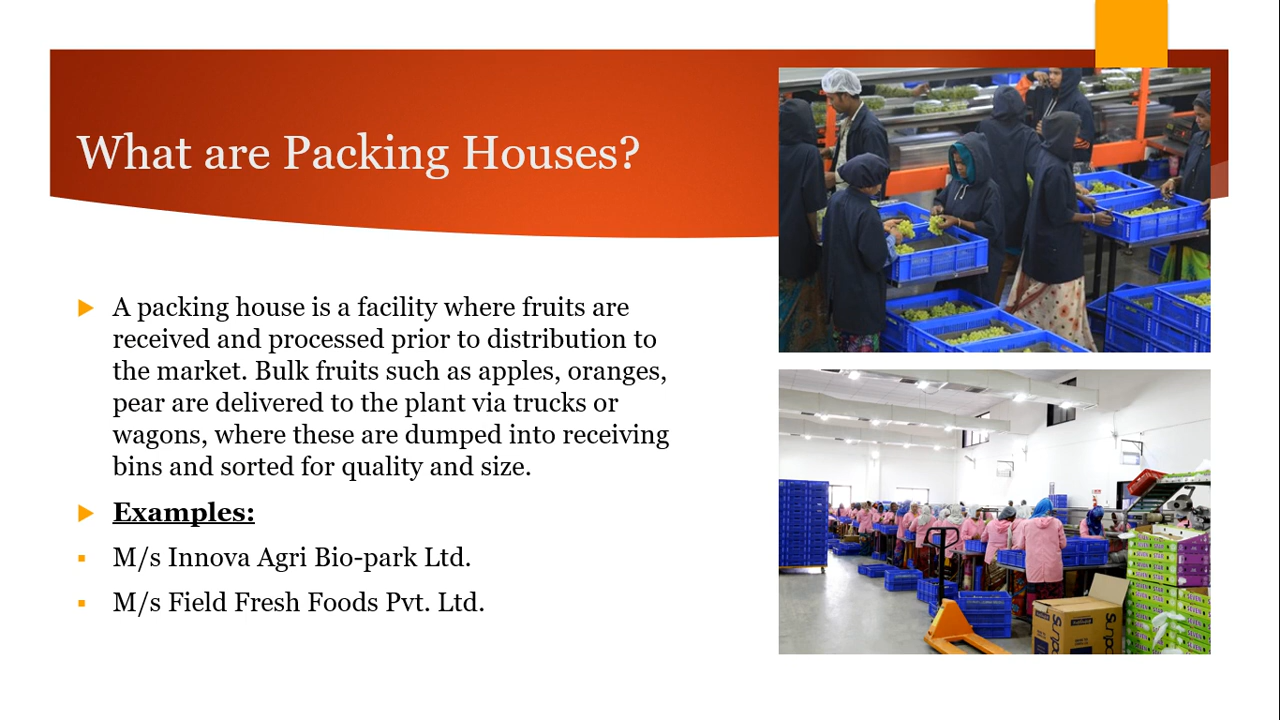 What are Packing Houses?
A packing house is a facility where fruits are
received and processed prior to distribution to
the market. Bulk fruits such as apples, oranges,
pear are delivered to the plant via trucks or
wagons, where these are dumped into receiving
bins and sorted for quality and size.
Examples:
M/s Innova Agri Bio-park Ltd.
M/s Field Fresh Foods Pvt. Ltd.